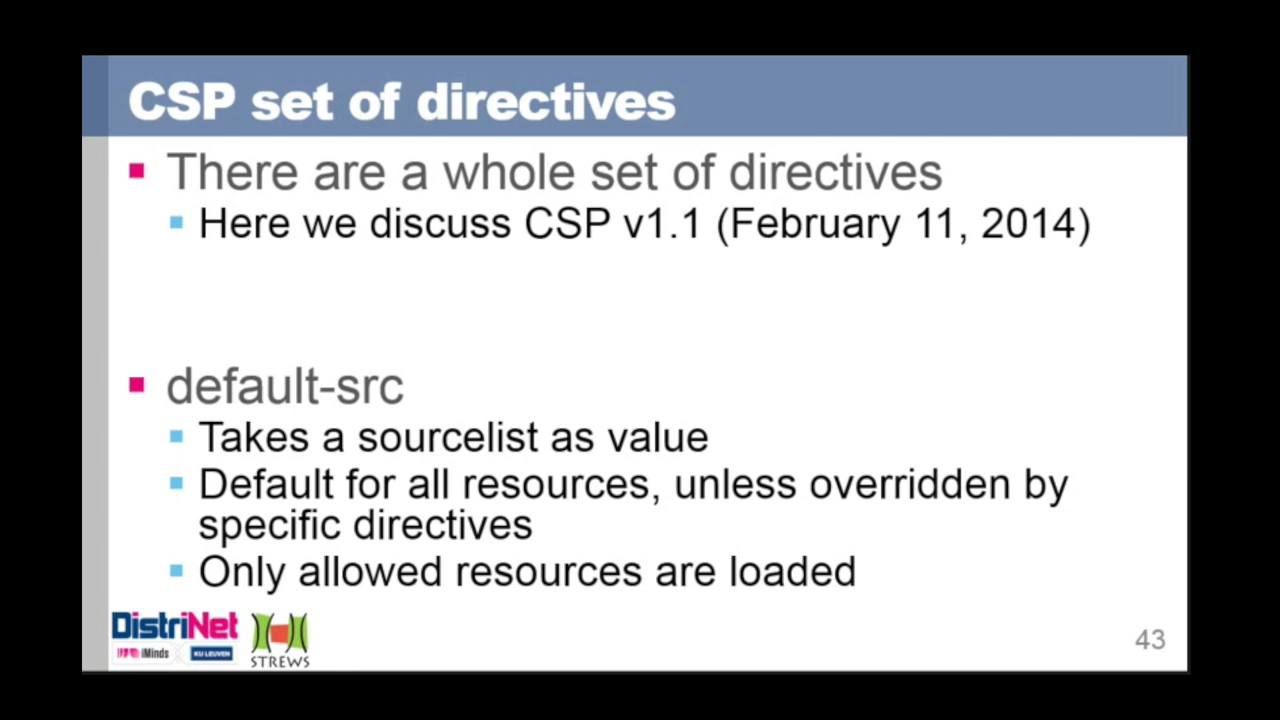 CSP set of directives
There are a whole set of directives
Here we discuss CSP v1.1 (February 11, 2014)
default-src
Takes a sourcelist as value
Default for all resources, unless overridden by
specific directives
Only allowed resources are loaded
DistriNet
iMinds
KU LEUVEN
STREWS
43